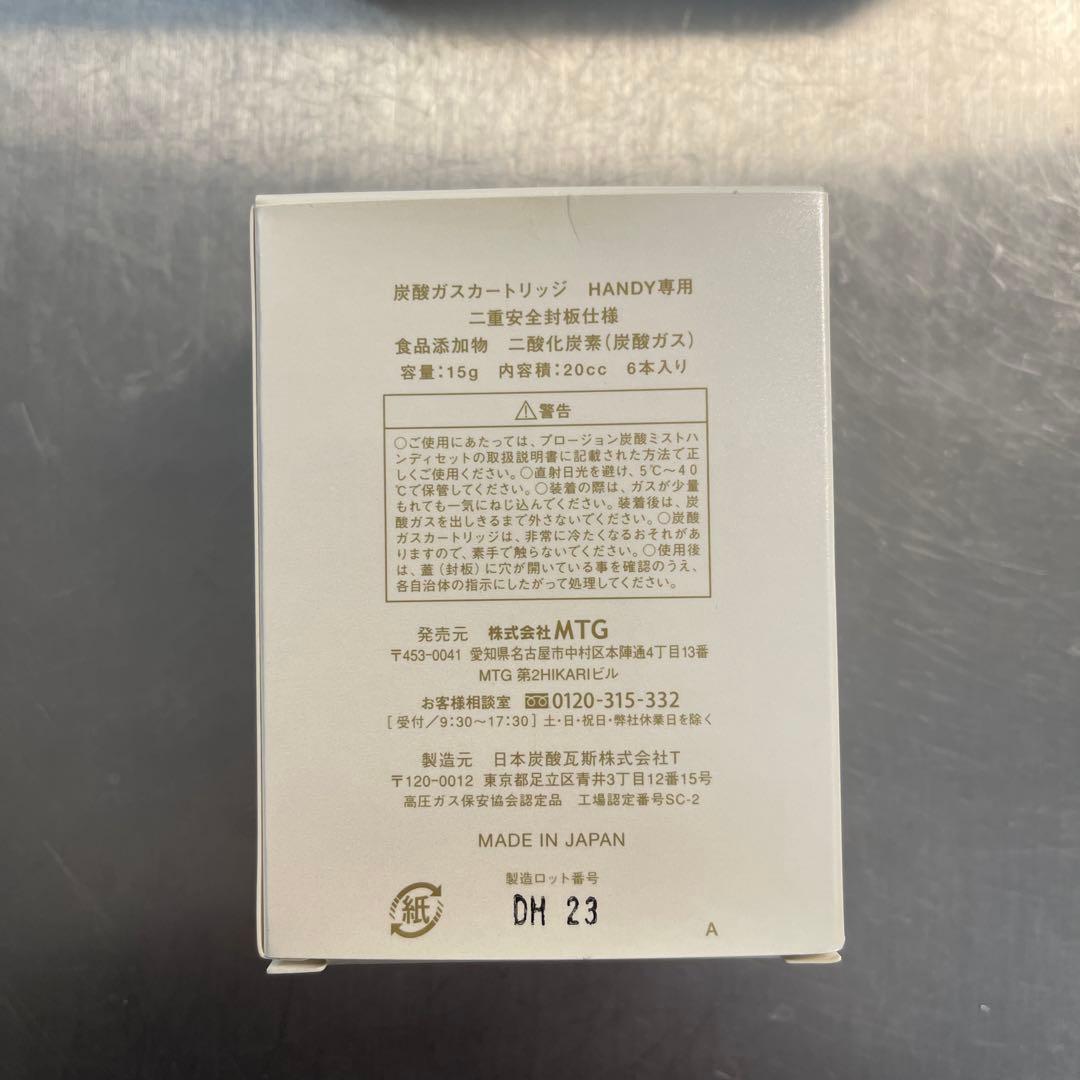 炭酸ガスカートリッジ　HANDY専用
二重安全封板仕様
食品添加物　二酸化炭素(炭酸ガス)
容量:15g　内容積:20cc　6本入り
⚠警告
○ご使用にあたっては、プロージョン炭酸ミストハ
ンディセットの取扱説明書に記載された方法で正
しくご使用ください。○直射日光を避け、5℃〜40
℃で保管してください。○装着の際は、ガスが少量
もれても一気にねじ込んでください。装着後は、炭
酸ガスを出しきるまで外さないでください。○炭酸
ガスカートリッジは、非常に冷たくなるおそれがあ
りますので、素手で触らないでください。○使用後
は、蓋(封板)に穴が開いている事を確認のうえ、
各自治体の指示にしたがって処理してください。
発売元　株式会社MTG
〒453-0041　愛知県名古屋市中村区本陣通4丁目13番
MTG 第2HIKARIビル
お客様相談室　0120-315-332
[受付/9:30〜17:30] 土・日・祝日・弊社休業日を除く
製造元　日本炭酸瓦斯株式会社T
〒120-0012　東京都足立区青井3丁目12番15号
高圧ガス保安協会認定品　工場認定番号SC-2
MADE IN JAPAN
製造ロット番号
紙
DH 23
A